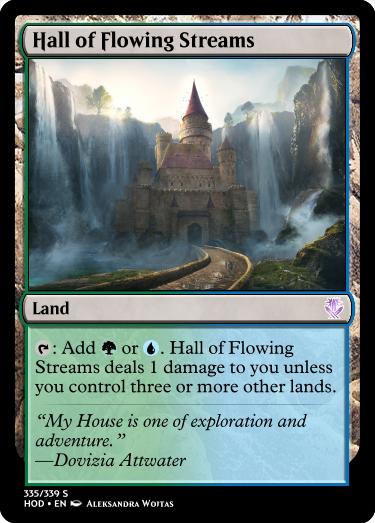 Hall of Flowing Streams
Land
: Add or . Hall of Flowing
Streams deals 1 damage to you unless
you control three or more other lands.
“My House is one of exploration and
adventure.”
—Dovizia Attwater
335/339 S
HOD • EN Aleksandra Wojtas